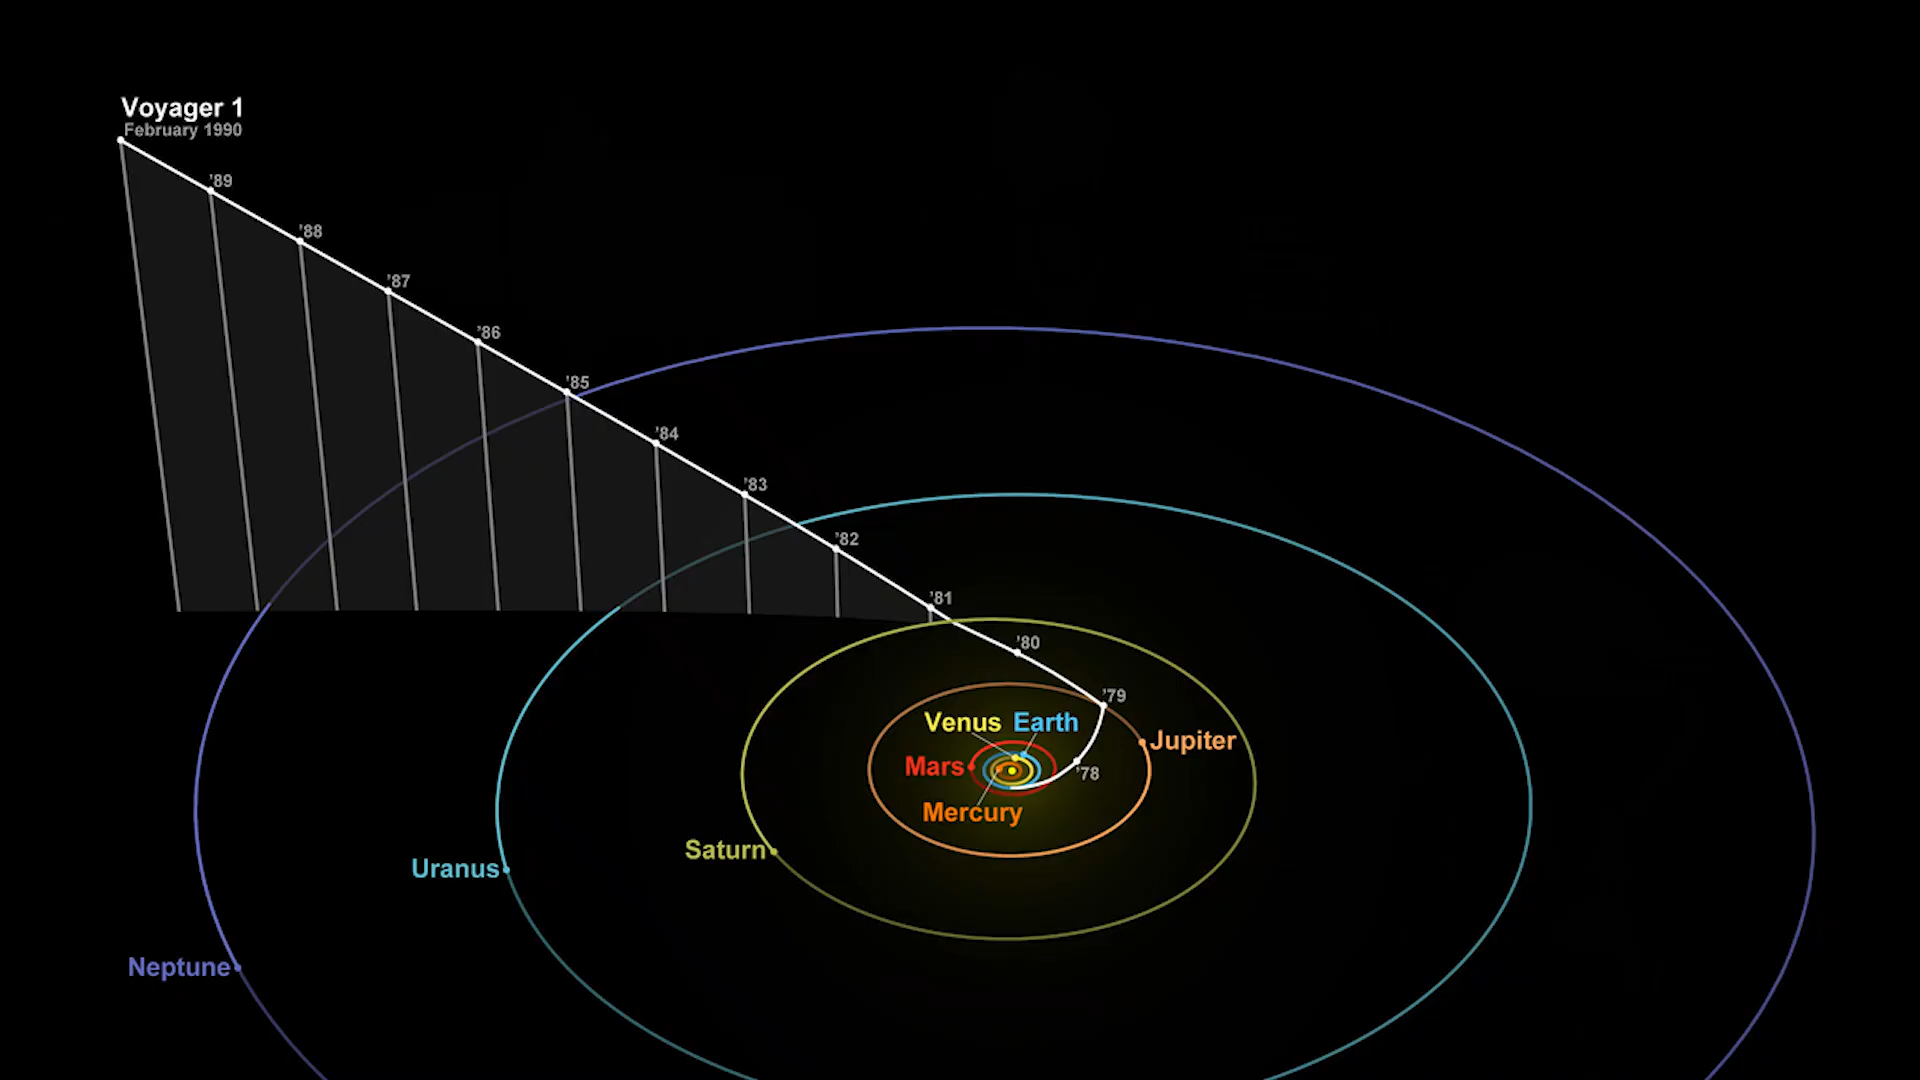 Voyager 1
February 1990
'89
'88
'87
'86
'85
'84
'83
'82
'81
'80
'79
Venus Earth
Jupiter
Mars
'78
Mercury
Saturn
Uranus
Neptune